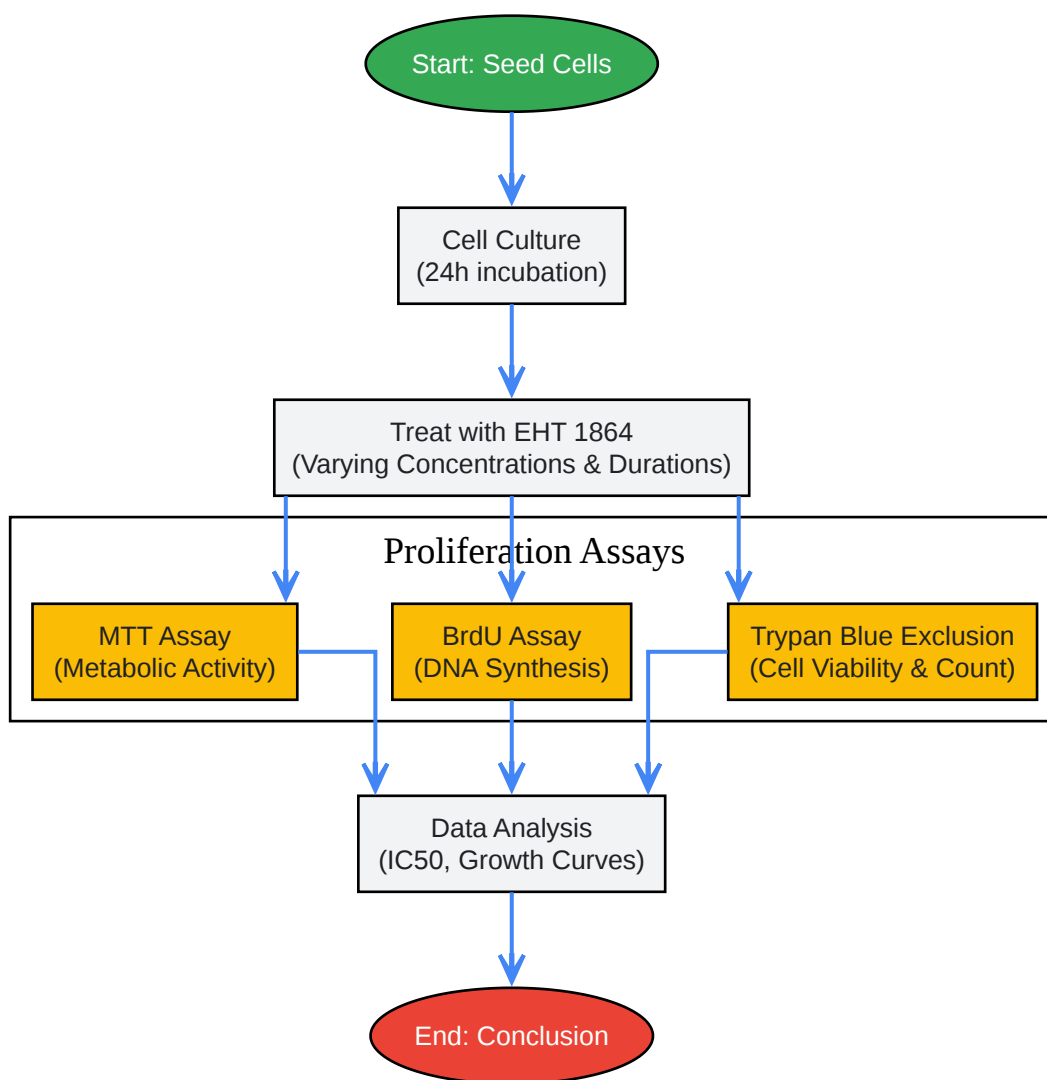 Start: Seed Cells
Cell Culture
(24h incubation)
Treat with EHT 1864
(Varying Concentrations & Durations)
Proliferation Assays
MTT Assay
(Metabolic Activity)
BrdU Assay
(DNA Synthesis)
Trypan Blue Exclusion
(Cell Viability & Count)
Data Analysis
(IC50, Growth Curves)
End: Conclusion